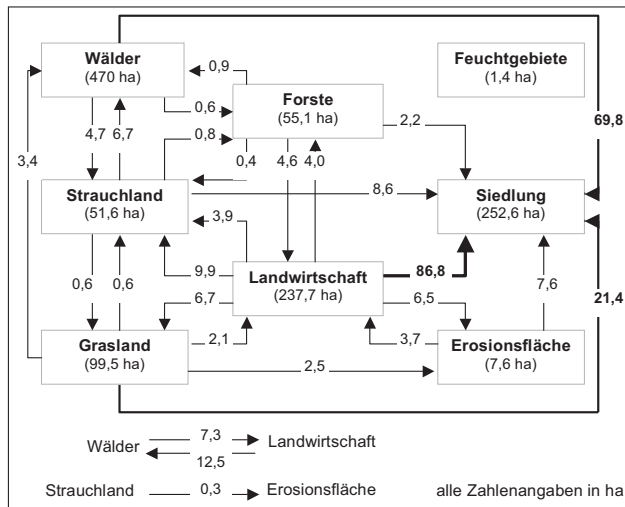 Wälder
(470 ha)
Feuchtgebiete
(1,4 ha)
0,9
Forste
(55,1 ha)
0,6
2,2
69,8
4,7
6,7
0,8
3,4
0,4
4,6
4,0
Strauchland
(51,6 ha)
8,6
Siedlung
(252,6 ha)
3,9
9,9
Landwirtschaft
(237,7 ha)
86,8
7,6
21,4
0,6
0,6
6,7
6,5
Grasland
(99,5 ha)
2,1
3,7
Erosionsfläche
(7,6 ha)
2,5
Wälder
7,3
Landwirtschaft
12,5
Strauchland
0,3
Erosionsfläche
alle Zahlenangaben in ha